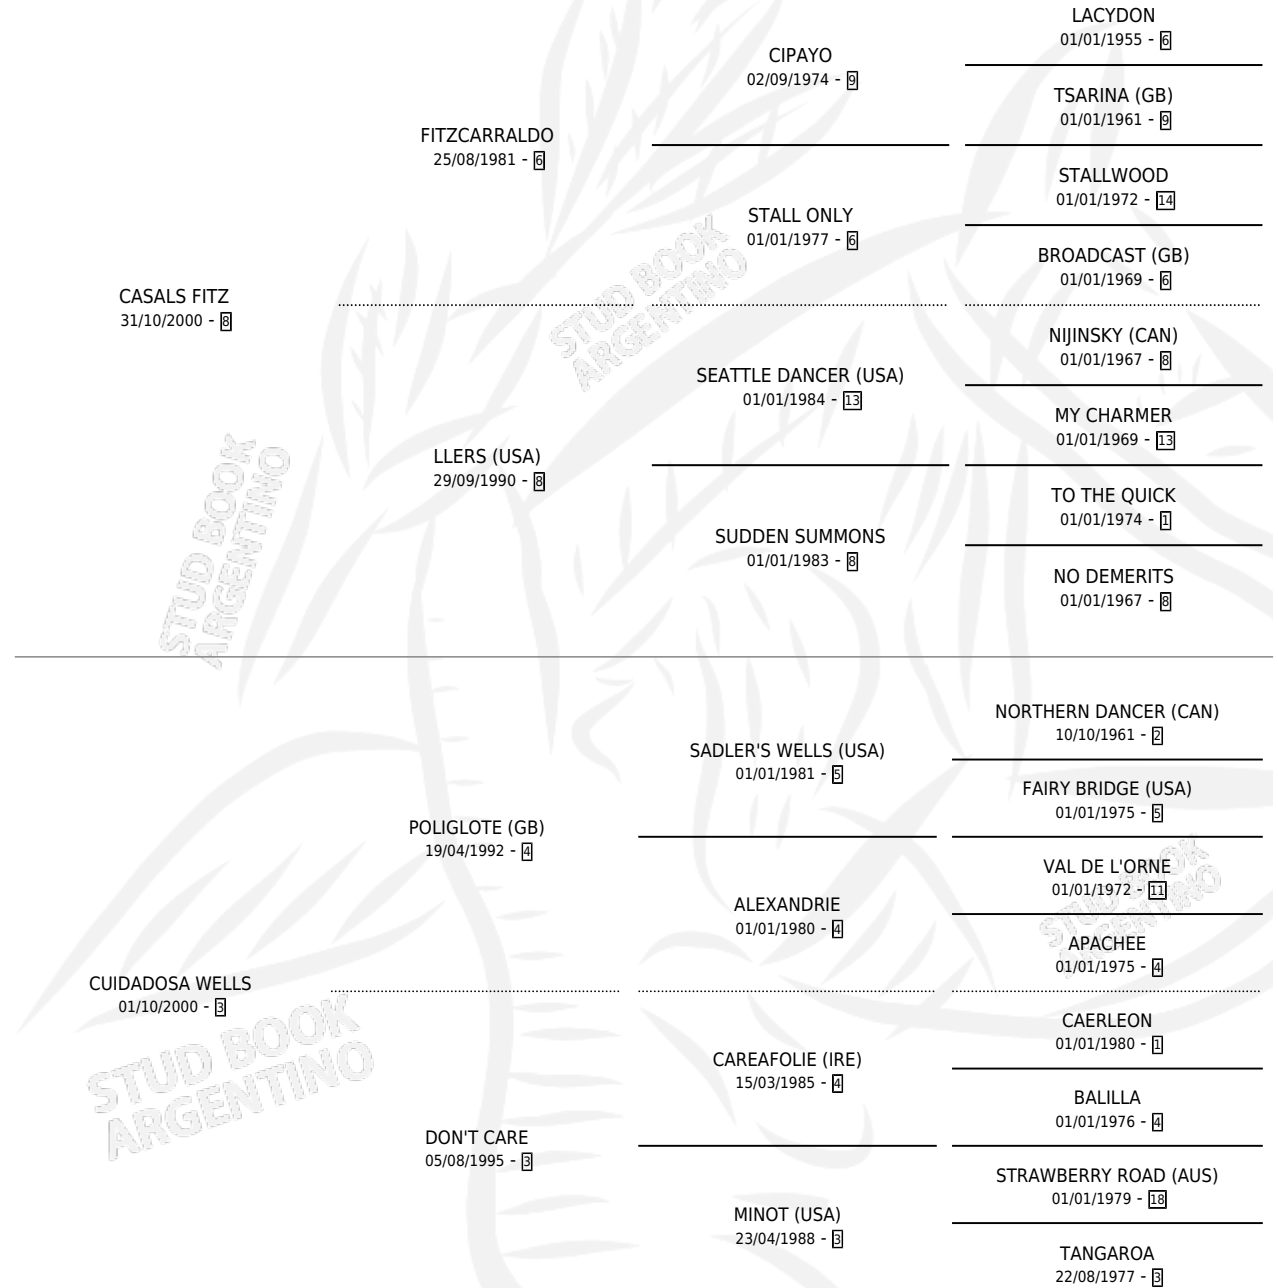 LACYDON
01/01/1955 - 6
CIPAYO
02/09/1974 - 9
TSARINA (GB)
01/01/1961 - 9
FITZCARRALDO
25/08/1981 - 6
STALLWOOD
01/01/1972 - 14
STALL ONLY
01/01/1977 - 6
BROADCAST (GB)
01/01/1969 - 6
CASALS FITZ
31/10/2000 - 8
STUD BOOK
ARGENTINO
NIJINSKY (CAN)
01/01/1967 - 8
SEATTLE DANCER (USA)
01/01/1984 - 13
MY CHARMER
01/01/1969 - 13
LLERS (USA)
29/09/1990 - 8
TO THE QUICK
01/01/1974 - 1
SUDDEN SUMMONS
01/01/1983 - 8
NO DEMERITS
01/01/1967 - 8
STUD BOOK
ARGENTINO
NORTHERN DANCER (CAN)
10/10/1961 - 2
SADLER'S WELLS (USA)
01/01/1981 - 5
FAIRY BRIDGE (USA)
01/01/1975 - 5
POLIGLOTE (GB)
19/04/1992 - 4
VAL DE L'ORNE
01/01/1972 - 11
ALEXANDRIE
01/01/1980 - 4
STUD BOOK
ARGENTINO
APACHEE
01/01/1975 - 4
CUIDADOSA WELLS
01/10/2000 - 3
STUD BOOK
ARGENTINO
CAERLEON
01/01/1980 - 1
CAREAFOLIE (IRE)
15/03/1985 - 4
BALILLA
01/01/1976 - 4
DON'T CARE
05/08/1995 - 3
STRAWBERRY ROAD (AUS)
01/01/1979 - 18
MINOT (USA)
23/04/1988 - 3
TANGAROA
22/08/1977 - 3